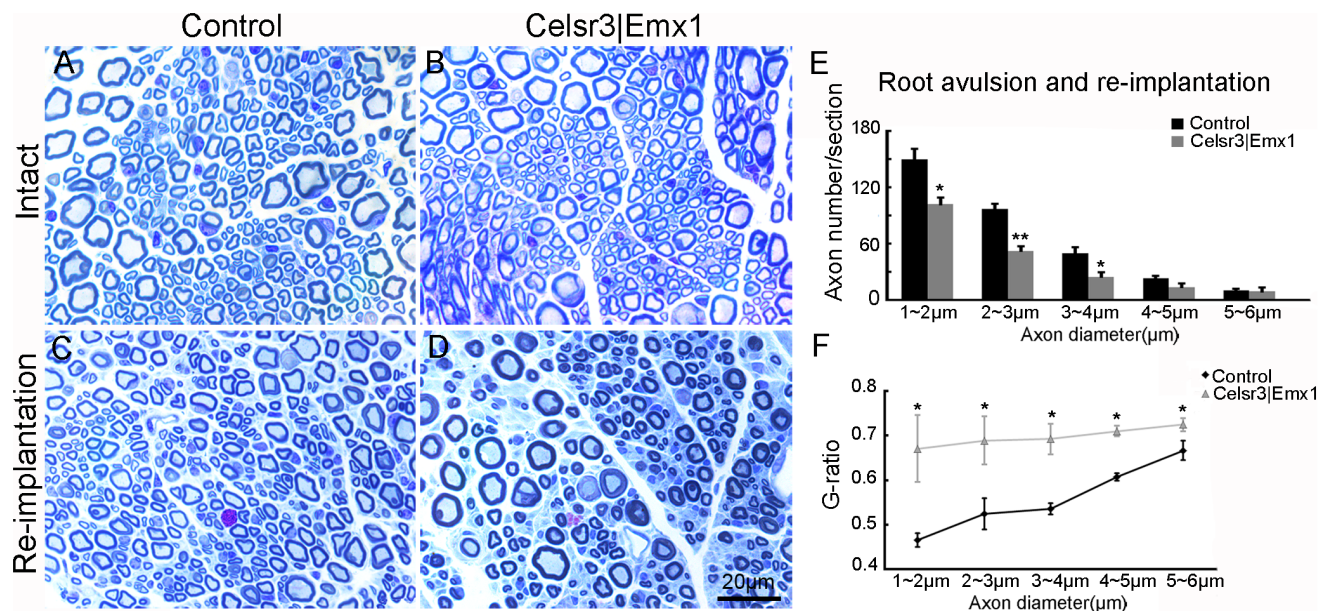 Control
Celsr3|Emx1
Intact
Re-implantation
A
B
C
D
20μm
E
Root avulsion and re-implantation
Control
Celsr3|Emx1
Axon number/section
180
120
60
0
*
**
*
1~2μm 2~3μm 3~4μm 4~5μm 5~6μm
Axon diameter(μm)
F
Control
Celsr3|Emx1
G-ratio
0.8
0.7
0.6
0.5
0.4
* * * * *
1~2μm 2~3μm 3~4μm 4~5μm 5~6μm
Axon diameter(μm)